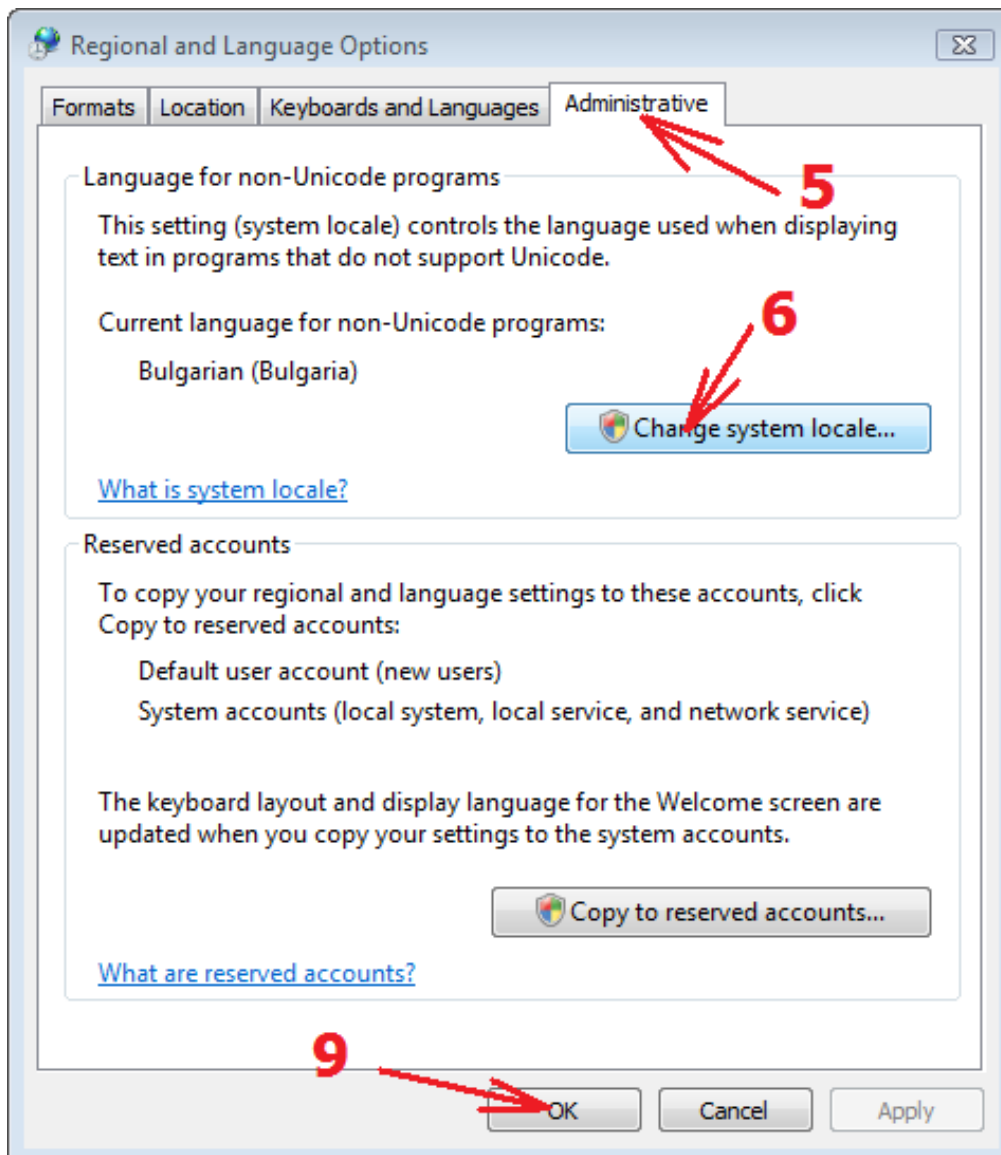 Regional and Language Options
Formats Location Keyboards and Languages Administrative
5
Language for non-Unicode programs
This setting (system locale) controls the language used when displaying
text in programs that do not support Unicode.
6
Current language for non-Unicode programs:
Bulgarian (Bulgaria)
Change system locale...
What is system locale?
Reserved accounts
To copy your regional and language settings to these accounts, click
Copy to reserved accounts:
Default user account (new users)
System accounts (local system, local service, and network service)
The keyboard layout and display language for the Welcome screen are
updated when you copy your settings to the system accounts.
Copy to reserved accounts...
What are reserved accounts?
9
OK Cancel Apply